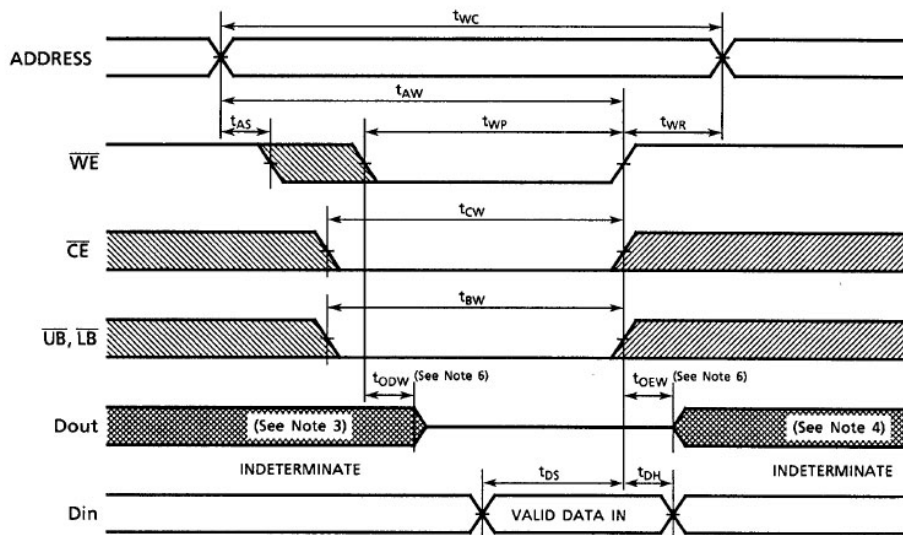 tWC
ADDRESS
tAW
tAS
tWP
tWR
WE
tCW
CE
tBW
UB, LB
tODW (See Note 6)
tOEW (See Note 6)
Dout
(See Note 3)
(See Note 4)
INDETERMINATE
INDETERMINATE
tDS
tDH
Din
VALID DATA IN